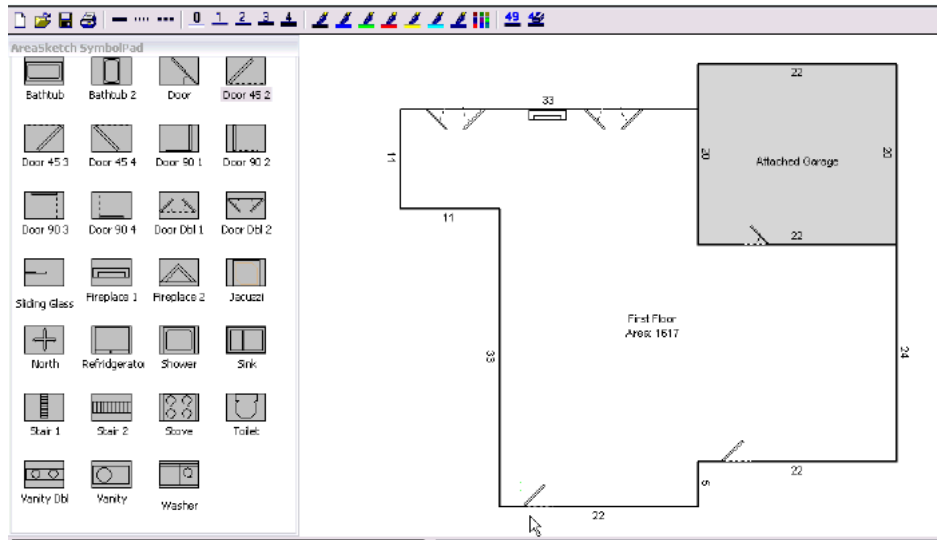 0 1 2 3 4 49 42
AreaSketch SymbolPad
Bathtub Bathtub 2 Door Door 45 2
Door 45 3 Door 45 4 Door 90 1 Door 90 2
Door 90 3 Door 90 4 Door Dbl 1 Door Dbl 2
Sliding Glass Fireplace 1 Fireplace 2 Jacuzzi
North Refridgerato Shower Sink
Stair 1 Stair 2 Stove Toilet
Vanity Dbl Vanity Washer
22
33
11
20
Attached Garage
20
11
22
First Floor
Area: 1617
33
24
22
5
22